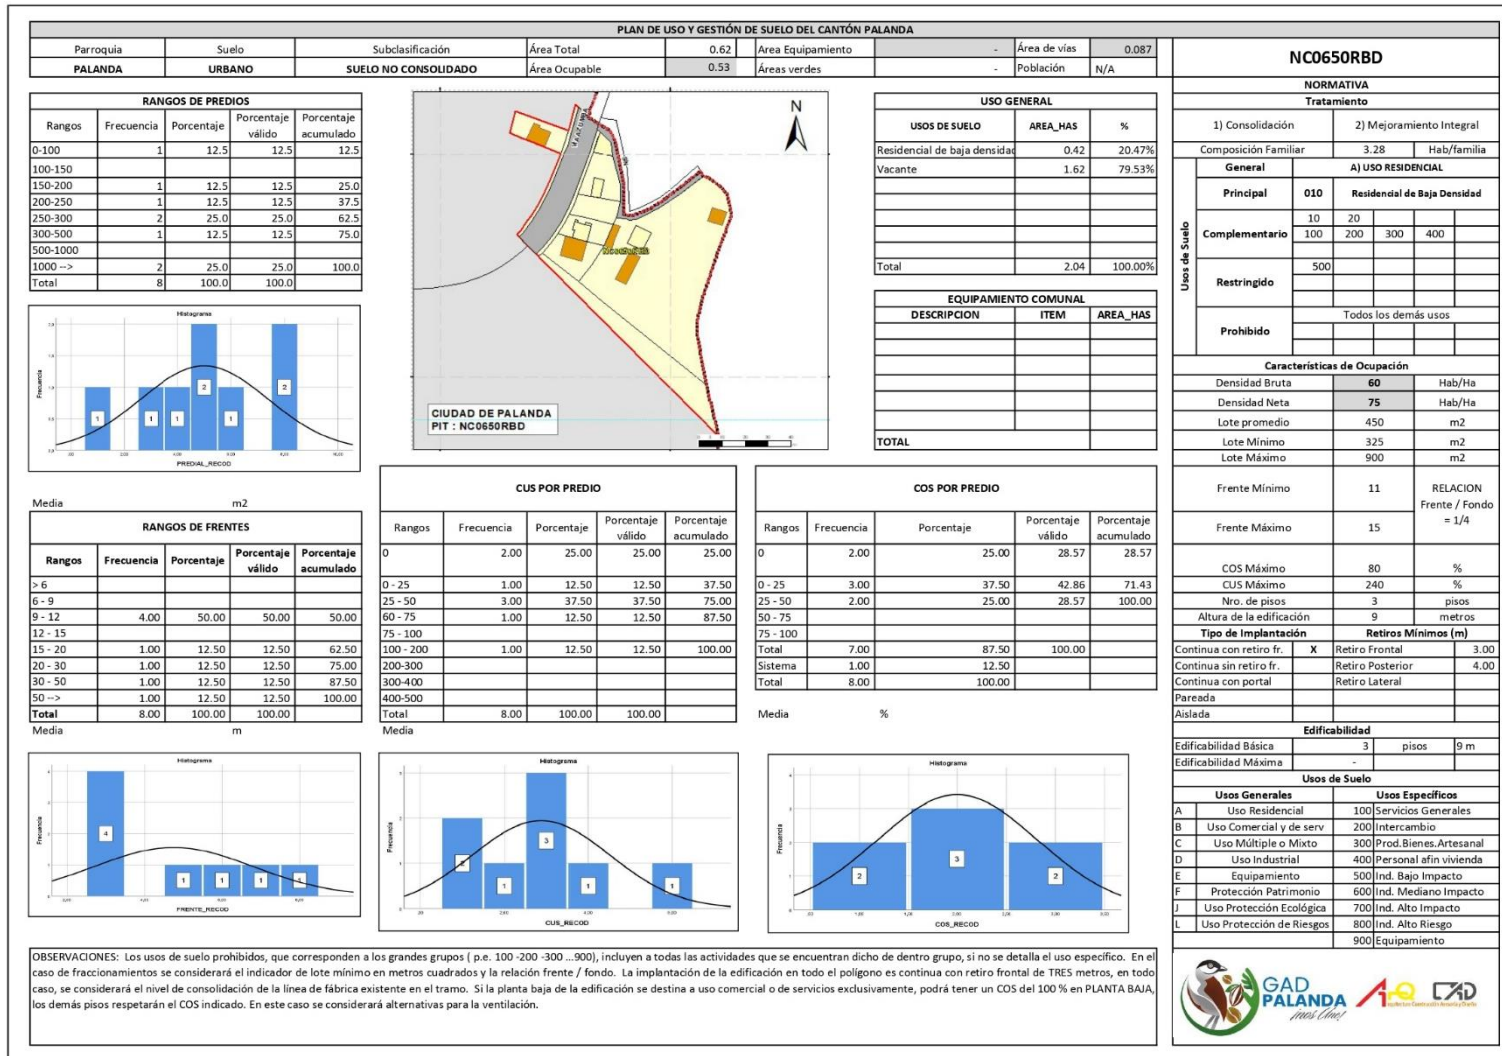 PLAN DE USO Y GESTIÓN DE SUELO DEL CANTÓN PALANDA
Parroquia Suelo Subclasificación Área Total 0.62 Area Equipamiento - Área de vías 0.087
PALANDA URBANO SUELO NO CONSOLIDADO Área Ocupable 0.53 Áreas verdes - Población N/A
NC0650RBD
RANGOS DE PREDIOS
Rangos Frecuencia Porcentaje Porcentaje válido Porcentaje acumulado
0-100 1 12.5 12.5 12.5
100-150
150-200 1 12.5 12.5 25.0
200-250 1 12.5 12.5 37.5
250-300 2 25.0 25.0 62.5
300-500 1 12.5 12.5 75.0
500-1000
1000 --> 2 25.0 25.0 100.0
Total 8 100.0 100.0
N
CIUDAD DE PALANDA
PIT : NC0650RBD
USO GENERAL
USOS DE SUELO AREA_HAS %
Residencial de baja densidad 0.42 20.47%
Vacante 1.62 79.53%
Total 2.04 100.00%
EQUIPAMIENTO COMUNAL
DESCRIPCION ITEM AREA_HAS
TOTAL
Histograma
Frecuencia
1 1 1 2 1 2
PREDIAL_RECOD
Media m2
RANGOS DE FRENTES
Rangos Frecuencia Porcentaje Porcentaje válido Porcentaje acumulado
> 6
6 - 9
9 - 12 4.00 50.00 50.00 50.00
12 - 15
15 - 20 1.00 12.50 12.50 62.50
20 - 30 1.00 12.50 12.50 75.00
30 - 50 1.00 12.50 12.50 87.50
50 --> 1.00 12.50 12.50 100.00
Total 8.00 100.00 100.00
Media m
CUS POR PREDIO
Rangos Frecuencia Porcentaje Porcentaje válido Porcentaje acumulado
0 2.00 25.00 25.00 25.00
0 - 25 1.00 12.50 12.50 37.50
25 - 50 3.00 37.50 37.50 75.00
60 - 75 1.00 12.50 12.50 87.50
75 - 100
100 - 200 1.00 12.50 12.50 100.00
200-300
300-400
400-500
Total 8.00 100.00 100.00
Media
COS POR PREDIO
Rangos Frecuencia Porcentaje Porcentaje válido Porcentaje acumulado
0 2.00 25.00 28.57 28.57
0 - 25 3.00 37.50 42.86 71.43
25 - 50 2.00 25.00 28.57 100.00
50 - 75
75 - 100
Total 7.00 87.50 100.00
Sistema 1.00 12.50
Total 8.00 100.00
Media %
Histograma
Frecuencia
4 1 1 1 1
FRENTE_RECOD
Histograma
Frecuencia
2 1 3 1 1
CUS_RECOD
Histograma
Frecuencia
2 3 2
COS_RECOD
NORMATIVA
Tratamiento
1) Consolidación 2) Mejoramiento Integral
Composición Familiar 3.28 Hab/familia
Usos de Suelo
General A) USO RESIDENCIAL
Principal 010 Residencial de Baja Densidad
Complementario 10 20
100 200 300 400
Restringido 500
Prohibido Todos los demás usos
Características de Ocupación
Densidad Bruta 60 Hab/Ha
Densidad Neta 75 Hab/Ha
Lote promedio 450 m2
Lote Mínimo 325 m2
Lote Máximo 900 m2
Frente Mínimo 11 RELACION Frente / Fondo = 1/4
Frente Máximo 15
COS Máximo 80 %
CUS Máximo 240 %
Nro. de pisos 3 pisos
Altura de la edificación 9 metros
Tipo de Implantación Retiros Mínimos (m)
Continua con retiro fr. X Retiro Frontal 3.00
Continua sin retiro fr. Retiro Posterior 4.00
Continua con portal Retiro Lateral
Pareada
Aislada
Edificabilidad
Edificabilidad Básica 3 pisos 9 m
Edificabilidad Máxima -
Usos de Suelo
Usos Generales Usos Específicos
A Uso Residencial 100 Servicios Generales
B Uso Comercial y de serv 200 Intercambio
C Uso Múltiple o Mixto 300 Prod.Bienes.Artesanal
D Uso Industrial 400 Personal afin vivienda
E Equipamiento 500 Ind. Bajo Impacto
F Protección Patrimonio 600 Ind. Mediano Impacto
J Uso Protección Ecológica 700 Ind. Alto Impacto
L Uso Protección de Riesgos 800 Ind. Alto Riesgo
900 Equipamiento
OBSERVACIONES: Los usos de suelo prohibidos, que corresponden a los grandes grupos ( p.e. 100 -200 -300 ...900), incluyen a todas las actividades que se encuentran dicho de dentro grupo, si no se detalla el uso específico. En el
caso de fraccionamientos se considerará el indicador de lote mínimo en metros cuadrados y la relación frente / fondo. La implantación de la edificación en todo el polígono es continua con retiro frontal de TRES metros, en todo
caso, se considerará el nivel de consolidación de la línea de fábrica existente en el tramo. Si la planta baja de la edificación se destina a uso comercial o de servicios exclusivamente, podrá tener un COS del 100 % en PLANTA BAJA,
los demás pisos respetarán el COS indicado. En este caso se considerará alternativas para la ventilación.
GAD
PALANDA
¡nos Une!